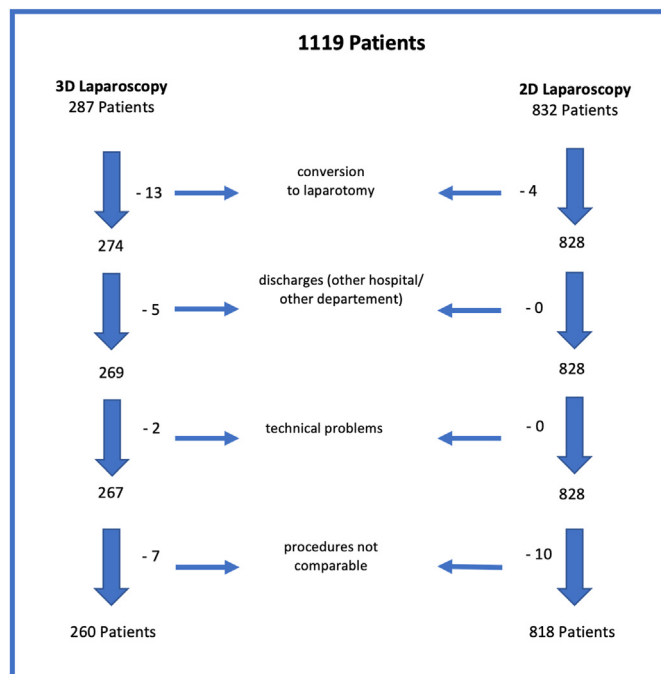 1119 Patients
3D Laparoscopy
287 Patients
2D Laparoscopy
832 Patients
- 13
conversion
to laparotomy
- 4
274
828
- 5
discharges (other hospital/
other departement)
- 0
269
828
- 2
technical problems
- 0
267
828
- 7
procedures not
comparable
- 10
260 Patients
818 Patients